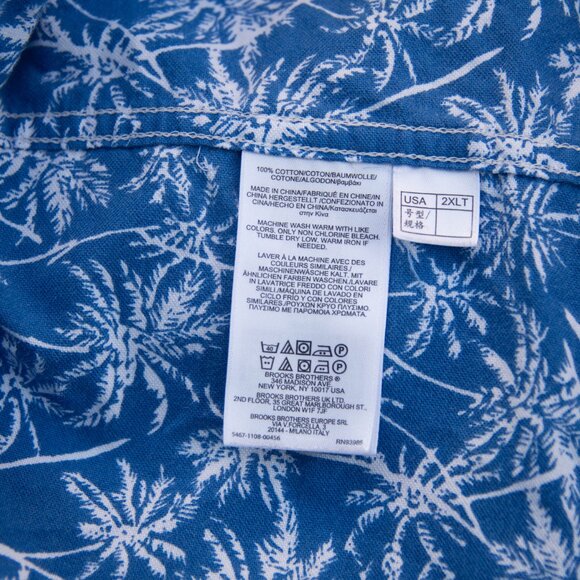 100% COTTON/COTON/BAUMWOLLE/
COTONE/ALGODON/βαμβάκι
MADE IN CHINA/FABRIQUÉ EN CHINE/IN
CHINA HERGESTELLT /CONFEZIONATO IN
CINA/HECHO EN CHINA/Κατασκευάζεται
στην Κίνα
MACHINE WASH WARM WITH LIKE
COLORS. ONLY NON CHLORINE BLEACH.
TUMBLE DRY LOW. WARM IRON IF
NEEDED.
LAVER À LA MACHINE AVEC DES
COULEURS SIMILAIRES./
MASCHINENWÄSCHE KALT. MIT
ÄHNLICHEN FARBEN WASCHEN./LAVARE
IN LAVATRICE FREDDO CON COLORI
SIMILI/MÁQUINA DE LAVADO EN
CICLO FRÍO Y CON COLORES
SIMILARES./ΡΟΥΧΩΝ ΚΡΥΟ ΠΛΥΣΙΜΟ.
ΠΛΥΣΙΜΟ ΜΕ ΠΑΡΟΜΟΙΑ ΧΡΩΜΑΤΑ.
40 P
P
BROOKS BROTHERS ®
346 MADISON AVE
NEW YORK, NY 10017 USA
BROOKS BROTHERS UK LTD.
2ND FLOOR, 35 GREAT MARLBOROUGH ST.
LONDON W1F 7JF
BROOKS BROTHERS EUROPE SRL
VIA V.FORCELLA, 3
20144 - MILANO ITALY
5467-1108-00456 RN93985
USA 2XLT
号型/
规格